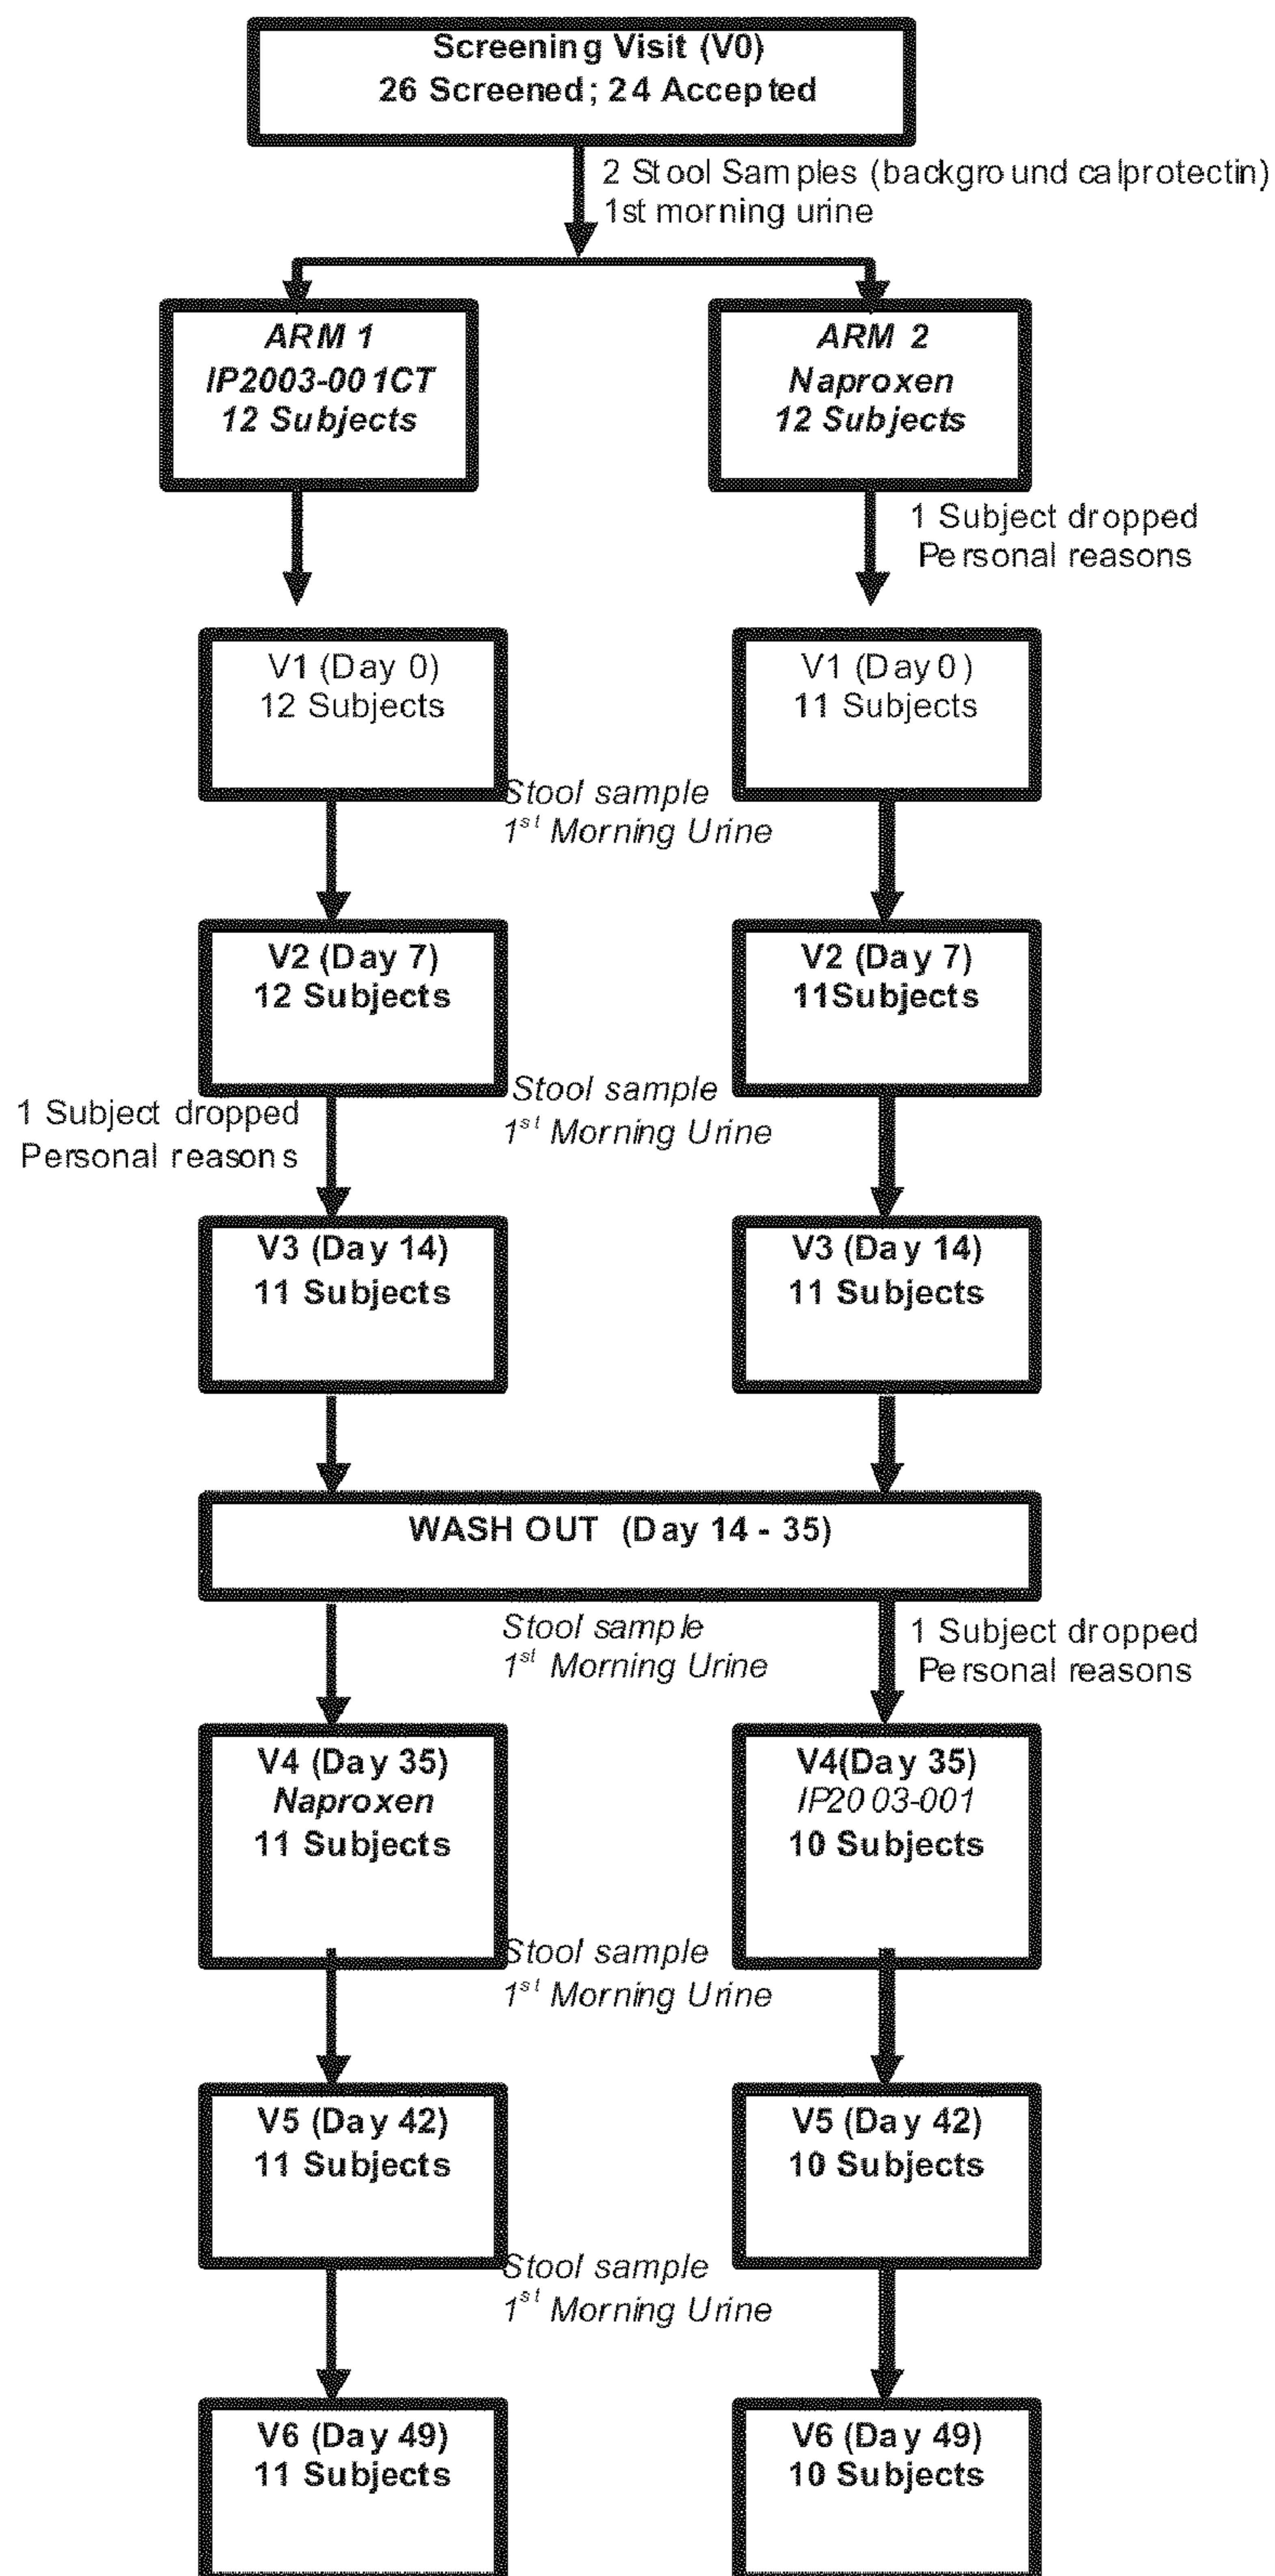 Screening Visit (V0)
26 Screened; 24 Accepted
2 Stool Samples (background calprotectin)
1st morning urine
ARM 1
IP2003-001CT
12 Subjects
ARM 2
Naproxen
12 Subjects
1 Subject dropped
Personal reasons
V1 (Day 0)
12 Subjects
V1 (Day 0)
11 Subjects
Stool sample
1st Morning Urine
V2 (Day 7)
12 Subjects
V2 (Day 7)
11Subjects
1 Subject dropped
Personal reasons
Stool sample
1st Morning Urine
V3 (Day 14)
11 Subjects
V3 (Day 14)
11 Subjects
WASH OUT (Day 14 - 35)
Stool sample
1st Morning Urine
1 Subject dropped
Personal reasons
V4 (Day 35)
Naproxen
11 Subjects
V4(Day 35)
IP2003-001
10 Subjects
Stool sample
1st Morning Urine
V5 (Day 42)
11 Subjects
V5 (Day 42)
10 Subjects
Stool sample
1st Morning Urine
V6 (Day 49)
11 Subjects
V6 (Day 49)
10 Subjects